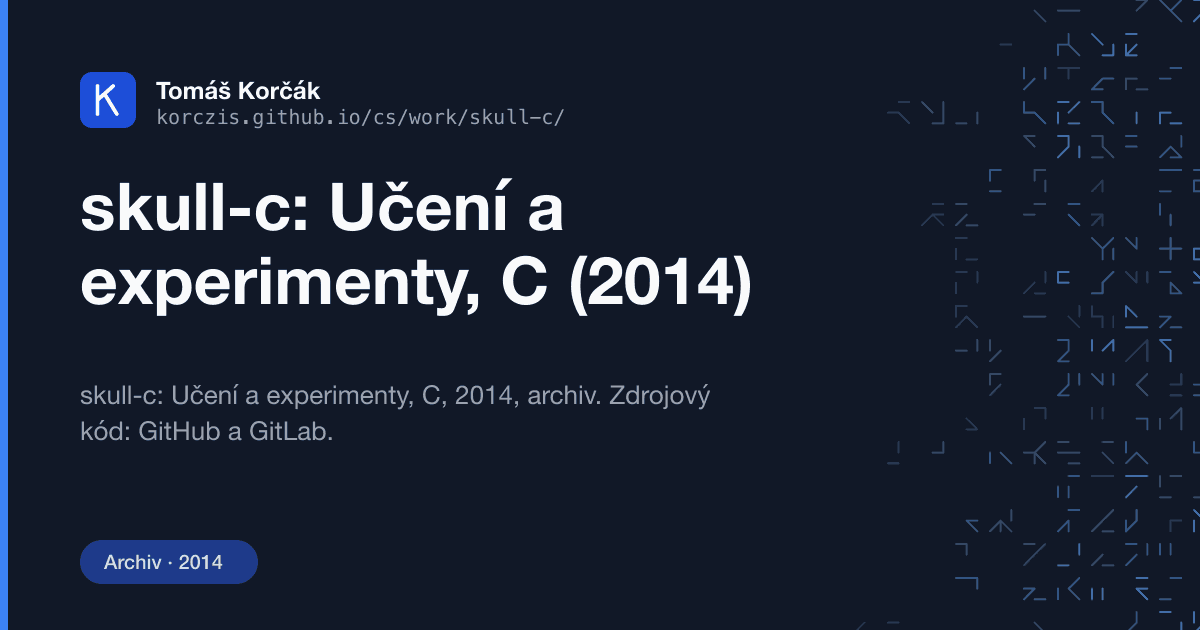 K
Tomáš Korčák
korczis.github.io/cs/work/skull-c/
skull-c: Učení a
experimenty, C (2014)
skull-c: Učení a experimenty, C, 2014, archiv. Zdrojový
kód: GitHub a GitLab.
Archiv · 2014